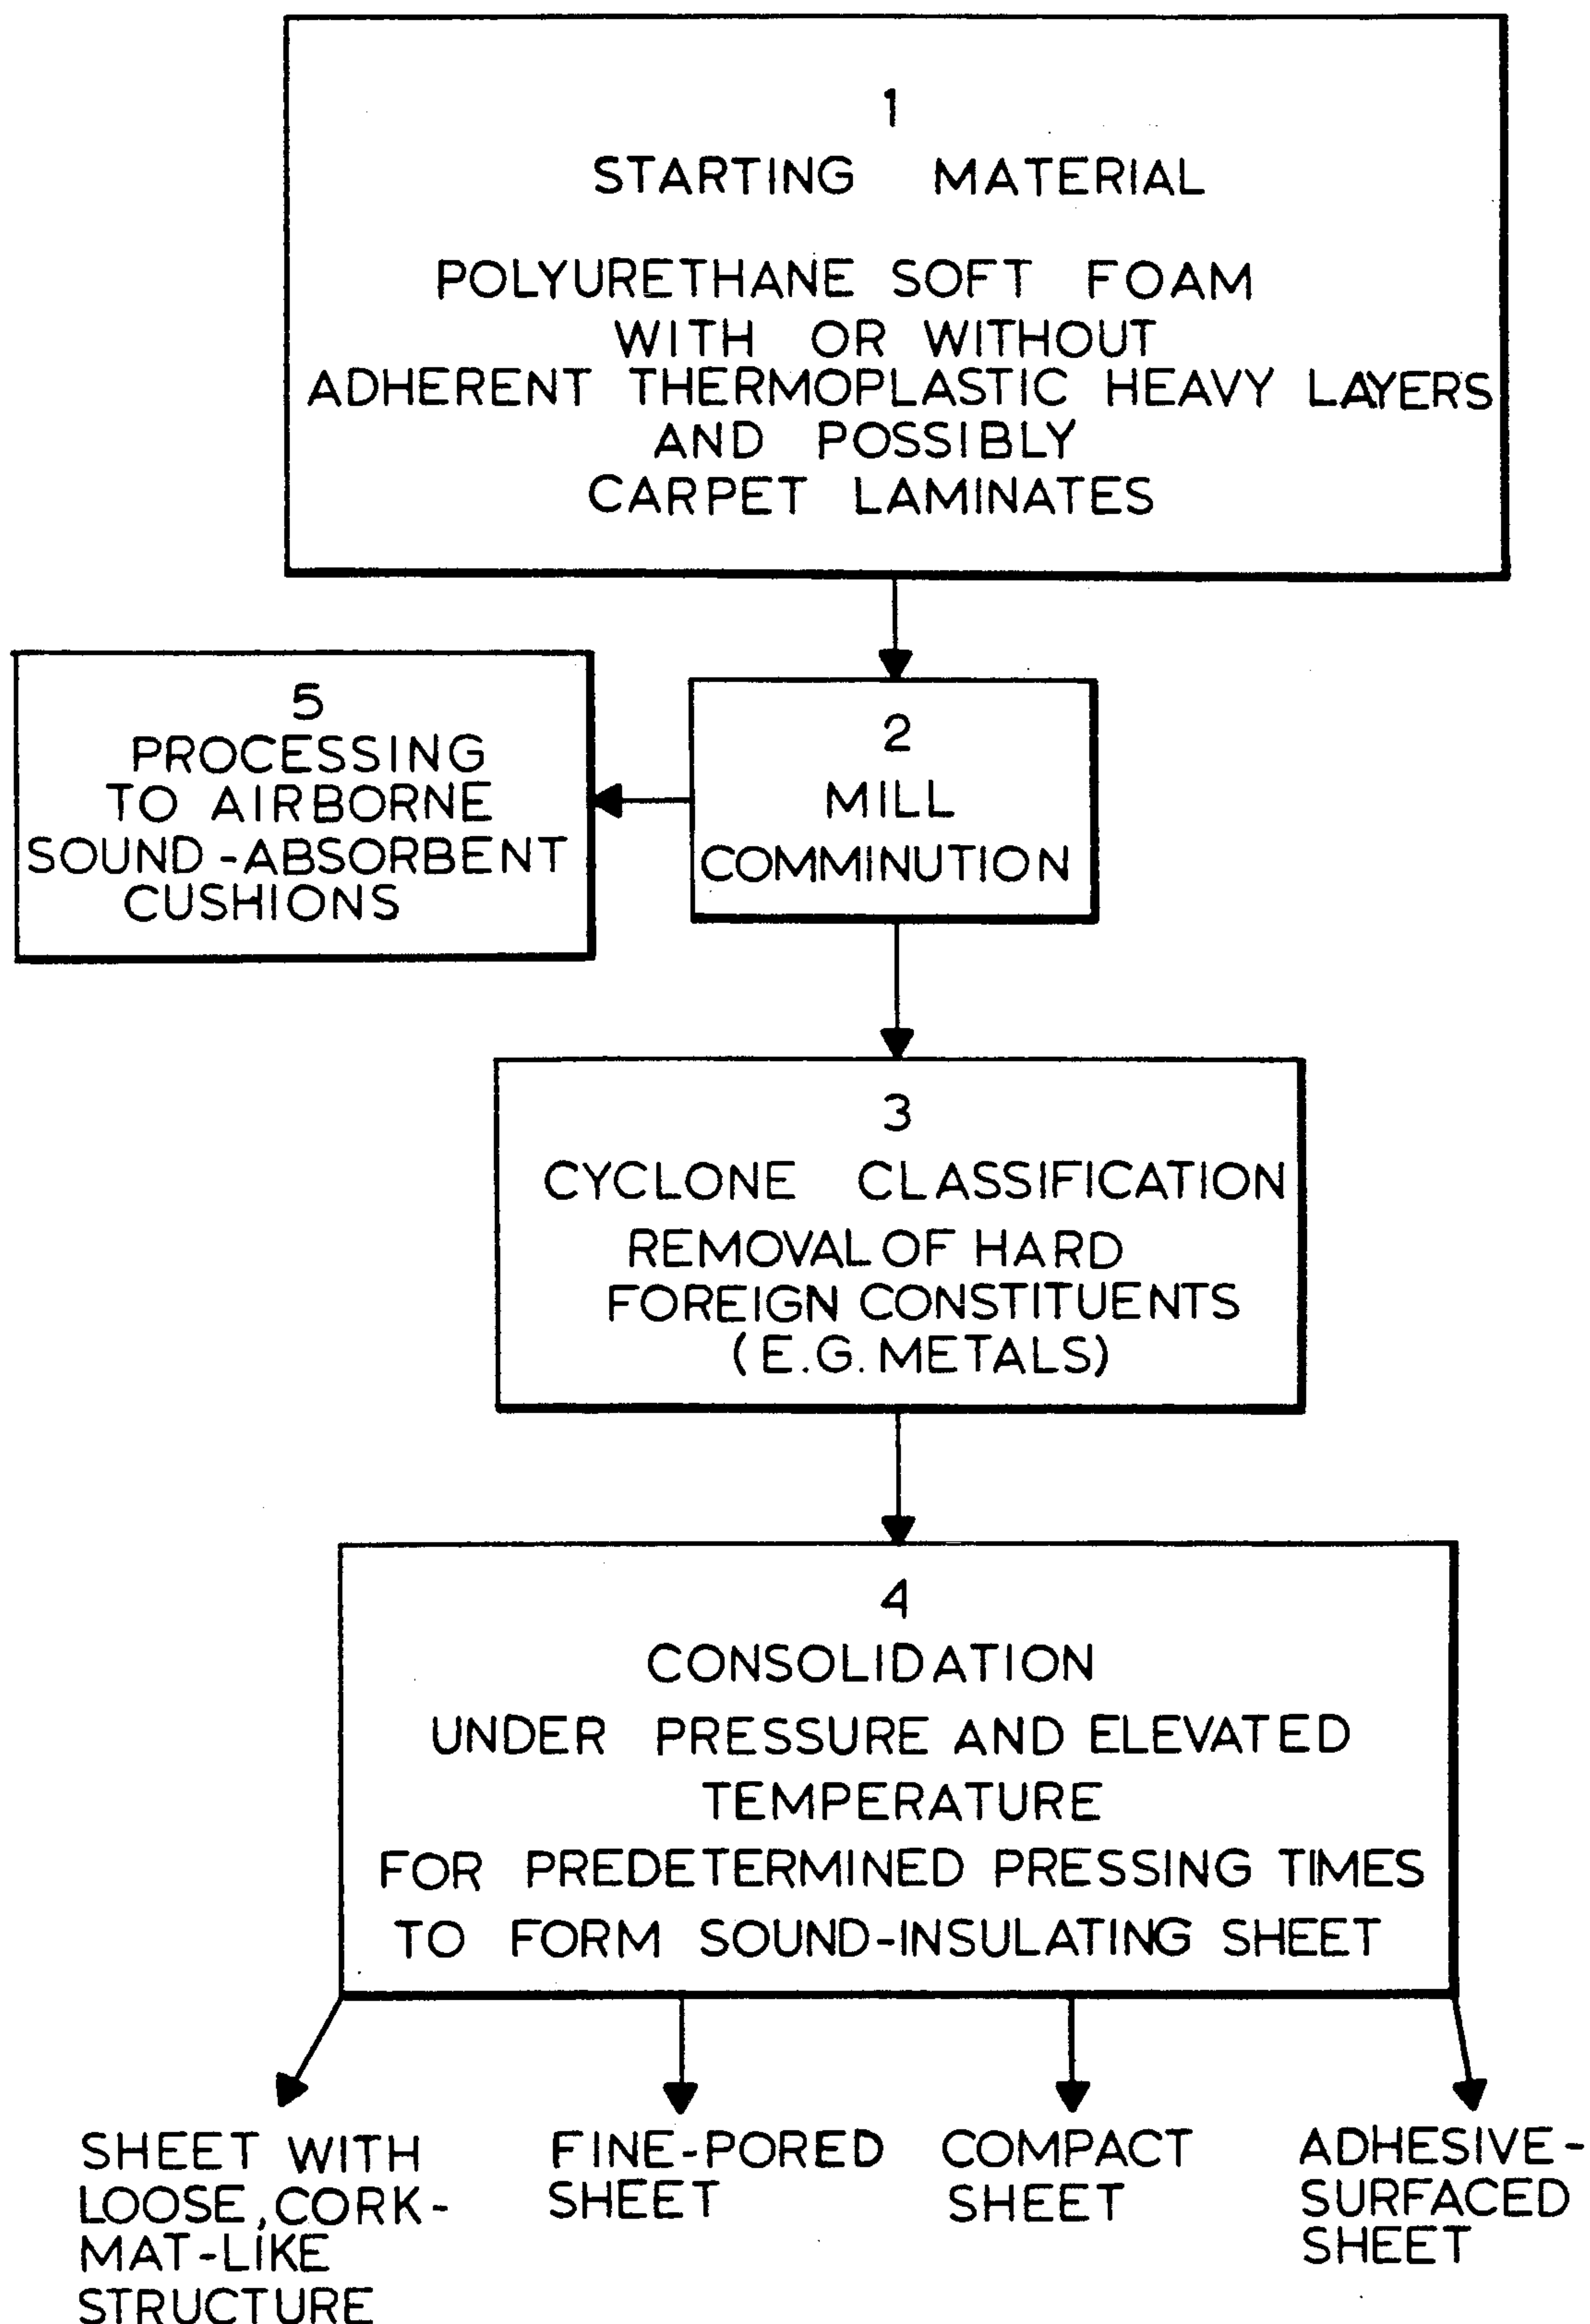 1
STARTING MATERIAL
POLYURETHANE SOFT FOAM
WITH OR WITHOUT
ADHERENT THERMOPLASTIC HEAVY LAYERS
AND POSSIBLY
CARPET LAMINATES
5
PROCESSING
TO AIRBORNE
SOUND-ABSORBENT
CUSHIONS
2
MILL
COMMINUTION
3
CYCLONE CLASSIFICATION
REMOVAL OF HARD
FOREIGN CONSTITUENTS
(E.G. METALS)
4
CONSOLIDATION
UNDER PRESSURE AND ELEVATED
TEMPERATURE
FOR PREDETERMINED PRESSING TIMES
TO FORM SOUND-INSULATING SHEET
SHEET WITH
LOOSE, CORK-
MAT-LIKE
STRUCTURE
FINE-PORED
SHEET
COMPACT
SHEET
ADHESIVE-
SURFACED
SHEET